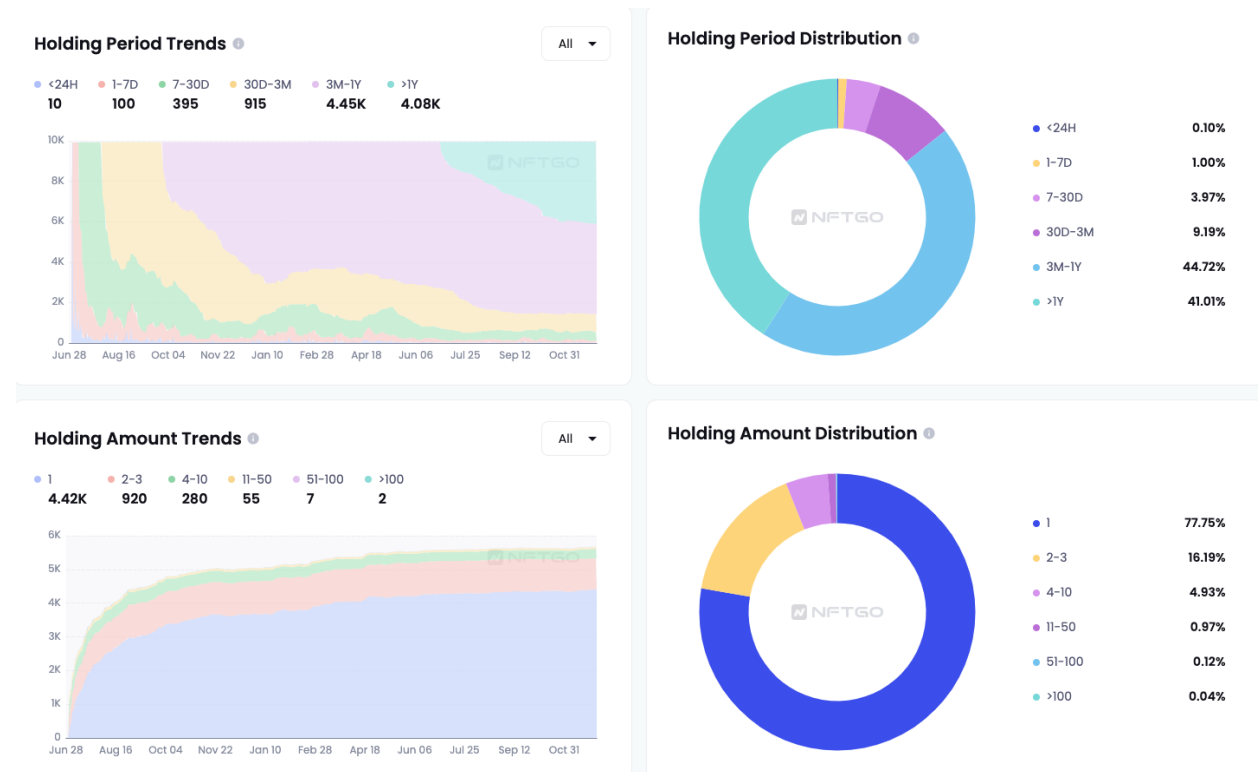 Holding Period Trends
All
<24H 1-7D 7-30D 30D-3M 3M-1Y >1Y
10 100 395 915 4.45K 4.08K
10K
8K
6K
4K
2K
0
NFTGO
Jun 28 Aug 16 Oct 04 Nov 22 Jan 10 Feb 28 Apr 18 Jun 06 Jul 25 Sep 12 Oct 31
Holding Period Distribution
NFTGO
<24H 0.10%
1-7D 1.00%
7-30D 3.97%
30D-3M 9.19%
3M-1Y 44.72%
>1Y 41.01%
Holding Amount Trends
All
1 2-3 4-10 11-50 51-100 >100
4.42K 920 280 55 7 2
6K
5K
4K
3K
2K
1K
0
NFTGO
Jun 28 Aug 16 Oct 04 Nov 22 Jan 10 Feb 28 Apr 18 Jun 06 Jul 25 Sep 12 Oct 31
Holding Amount Distribution
NFTGO
1 77.75%
2-3 16.19%
4-10 4.93%
11-50 0.97%
51-100 0.12%
>100 0.04%